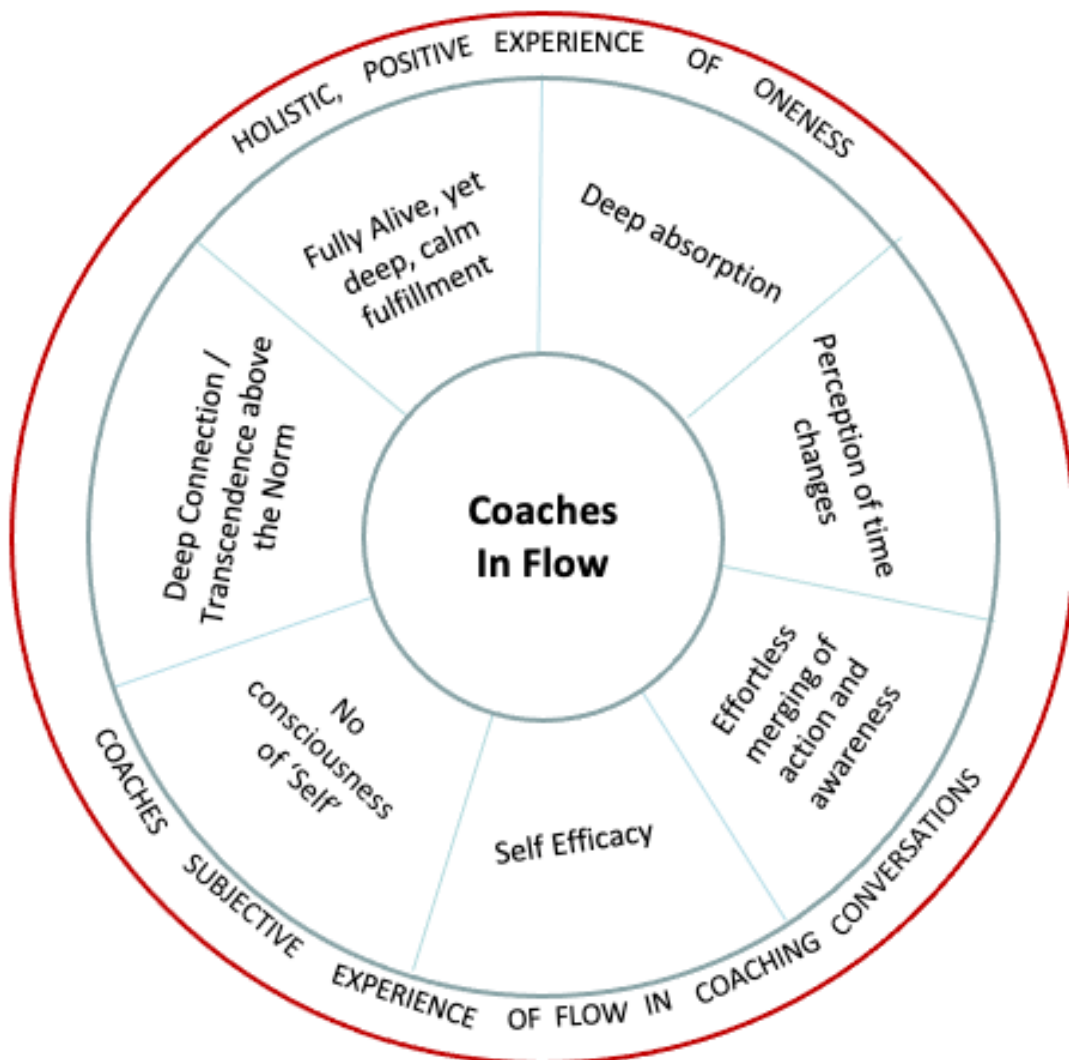 HOLISTIC, POSITIVE EXPERIENCE OF ONENESS
Deep absorption
Perception of time
changes
Effortless
merging of
action and
awareness
Self Efficacy
No
consciousness
of ‘Self’
Deep Connection /
Transcendence above
the Norm
Fully Alive, yet
deep, calm
fulfillment
Coaches
In Flow
COACHES SUBJECTIVE EXPERIENCE OF FLOW IN COACHING CONVERSATIONS